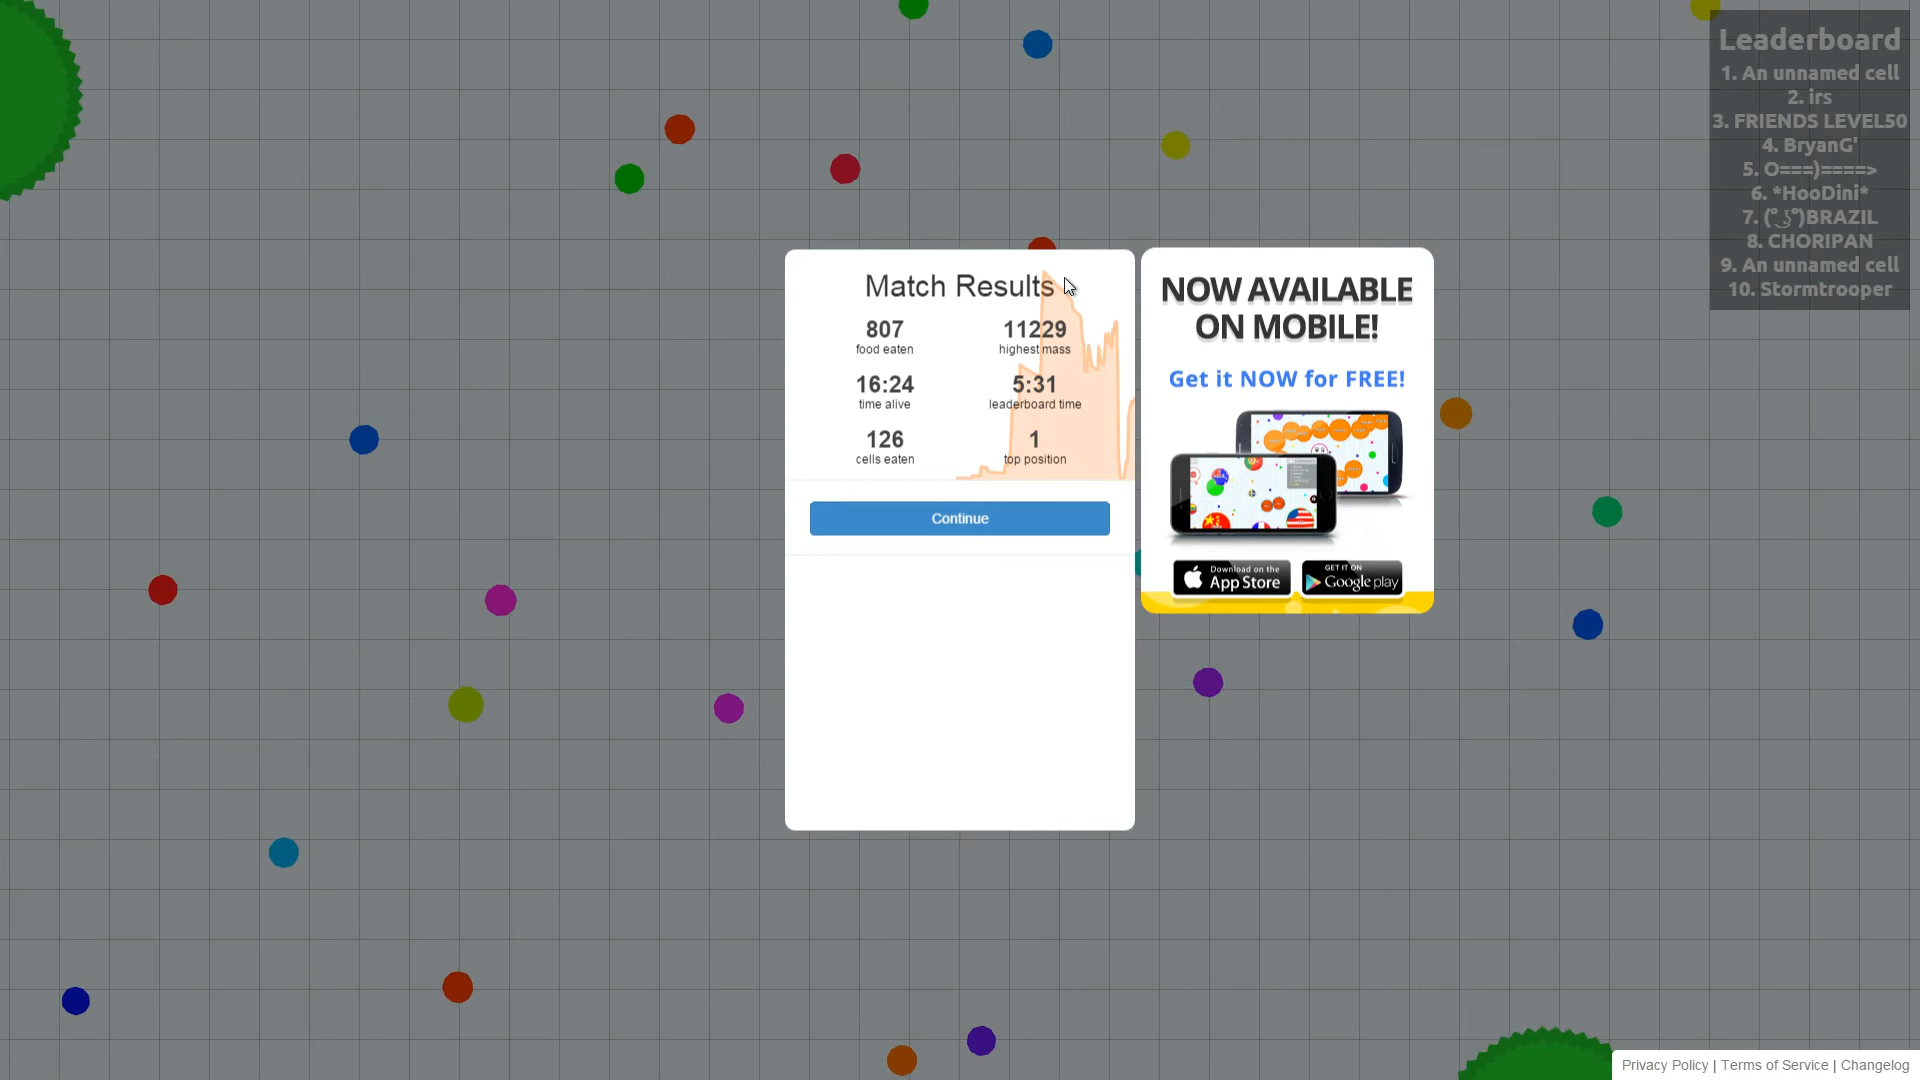 Leaderboard
1. An unnamed cell
2. irs
3. FRIENDS LEVEL50
4. BryanG'
5. O===)====>
6. *HooDini*
7. (͡° ͜ʖ ͡°)BRAZIL
8. CHORIPAN
9. An unnamed cell
10. Stormtrooper
Match Results
807
food eaten
11229
highest mass
16:24
time alive
5:31
leaderboard time
126
cells eaten
1
top position
Continue
NOW AVAILABLE
ON MOBILE!
Get it NOW for FREE!
Download on the
App Store
GET IT ON
Google play
Privacy Policy | Terms of Service | Changelog